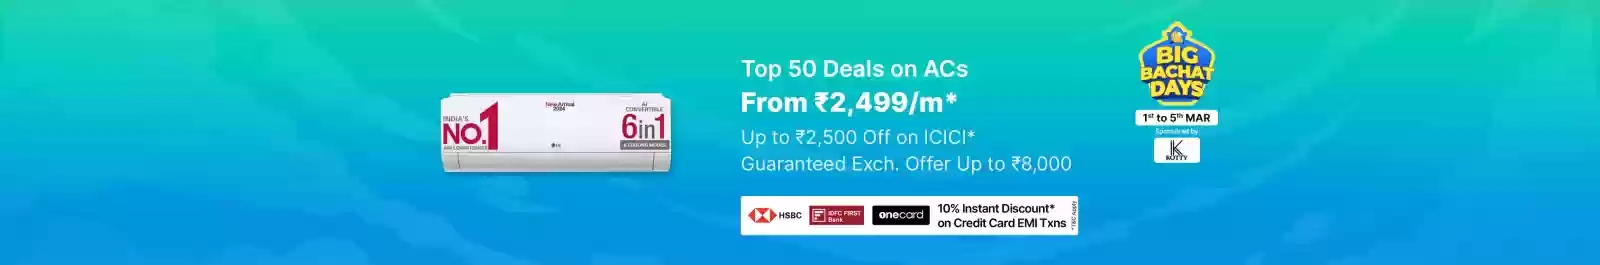 INDIA'S
NO.1
New Arrival
2024
AI
CONVERTIBLE
6in1
LG
Top 50 Deals on ACs
From ₹2,499/m*
Up to ₹2,500 Off on ICICI*
Guaranteed Exch. Offer Up to ₹8,000
HSBC
IDFC FIRST
Bank
onecard
10% Instant Discount*
on Credit Card EMI Txns
*T&C Apply
BIG
BACHAT
DAYS
1st to 5th MAR
Sponsored by
KOTTY